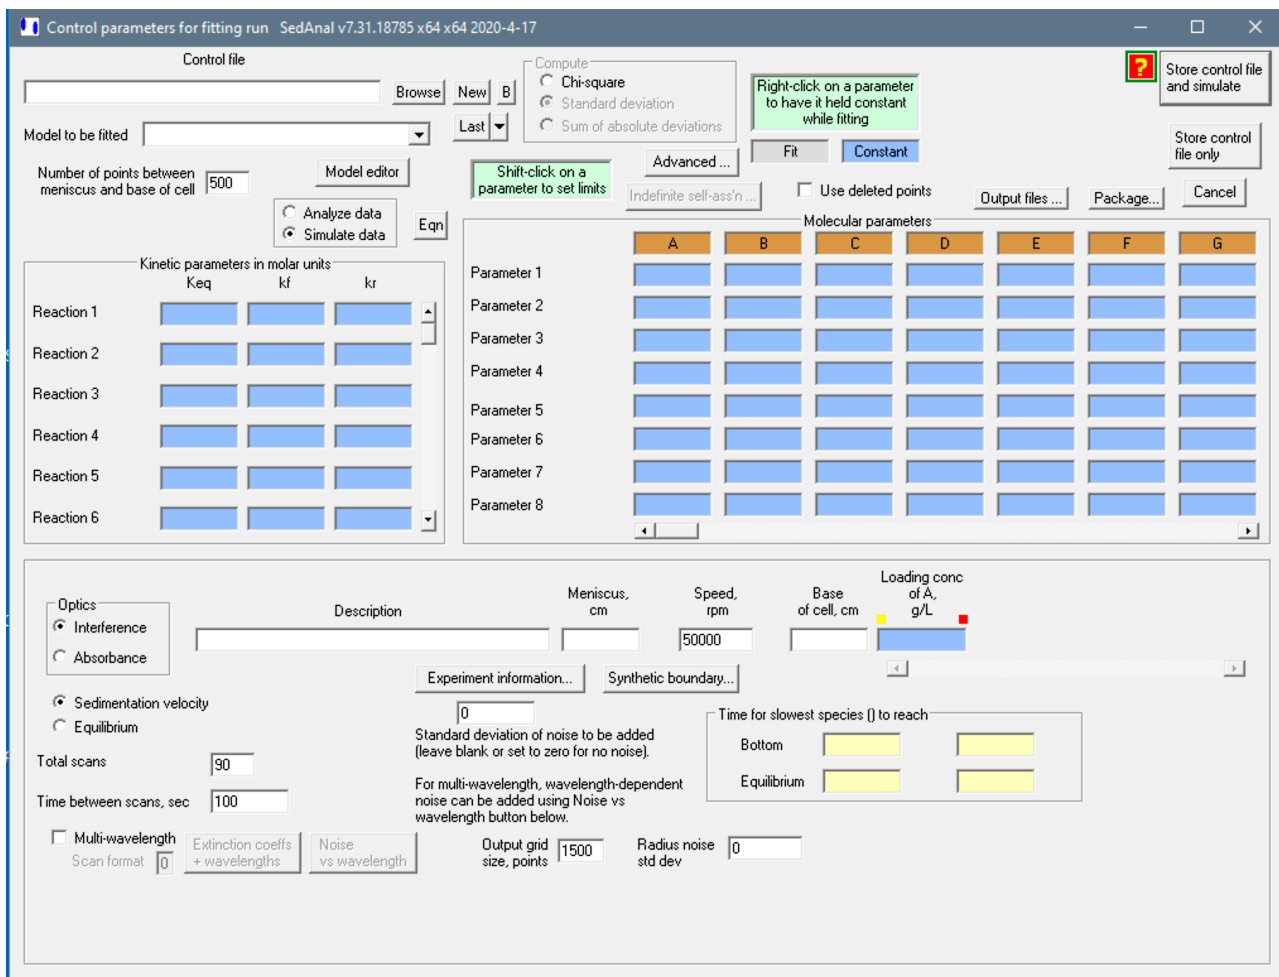 Control parameters for fitting run SedAnal v7.31.18785 x64 x64 2020-4-17
Control file
Browse
New
B
Last
Compute
Chi-square
Standard deviation
Sum of absolute deviations
Right-click on a parameter
to have it held constant
while fitting
?
Store control file
and simulate
Model to be fitted
Fit
Constant
Store control
file only
Number of points between
meniscus and base of cell
500
Model editor
Shift-click on a
parameter to set limits
Advanced ...
Indefinite self-ass'n ...
Use deleted points
Output files ...
Package...
Cancel
Analyze data
Simulate data
Eqn
Kinetic parameters in molar units
Keq kf kr
Reaction 1
Reaction 2
Reaction 3
Reaction 4
Reaction 5
Reaction 6
Molecular parameters
A B C D E F G
Parameter 1
Parameter 2
Parameter 3
Parameter 4
Parameter 5
Parameter 6
Parameter 7
Parameter 8
Optics
Interference
Absorbance
Description
Meniscus,
cm
Speed,
rpm
50000
Base
of cell, cm
Loading conc
of A,
g/L
Experiment information...
Synthetic boundary...
Sedimentation velocity
Equilibrium
0
Standard deviation of noise to be added
(leave blank or set to zero for no noise).
For multi-wavelength, wavelength-dependent
noise can be added using Noise vs
wavelength button below.
Time for slowest species () to reach
Bottom
Equilibrium
Total scans
90
Time between scans, sec
100
Multi-wavelength
Scan format
0
Extinction coeffs
+ wavelengths
Noise
vs wavelength
Output grid
size, points
1500
Radius noise
std dev
0